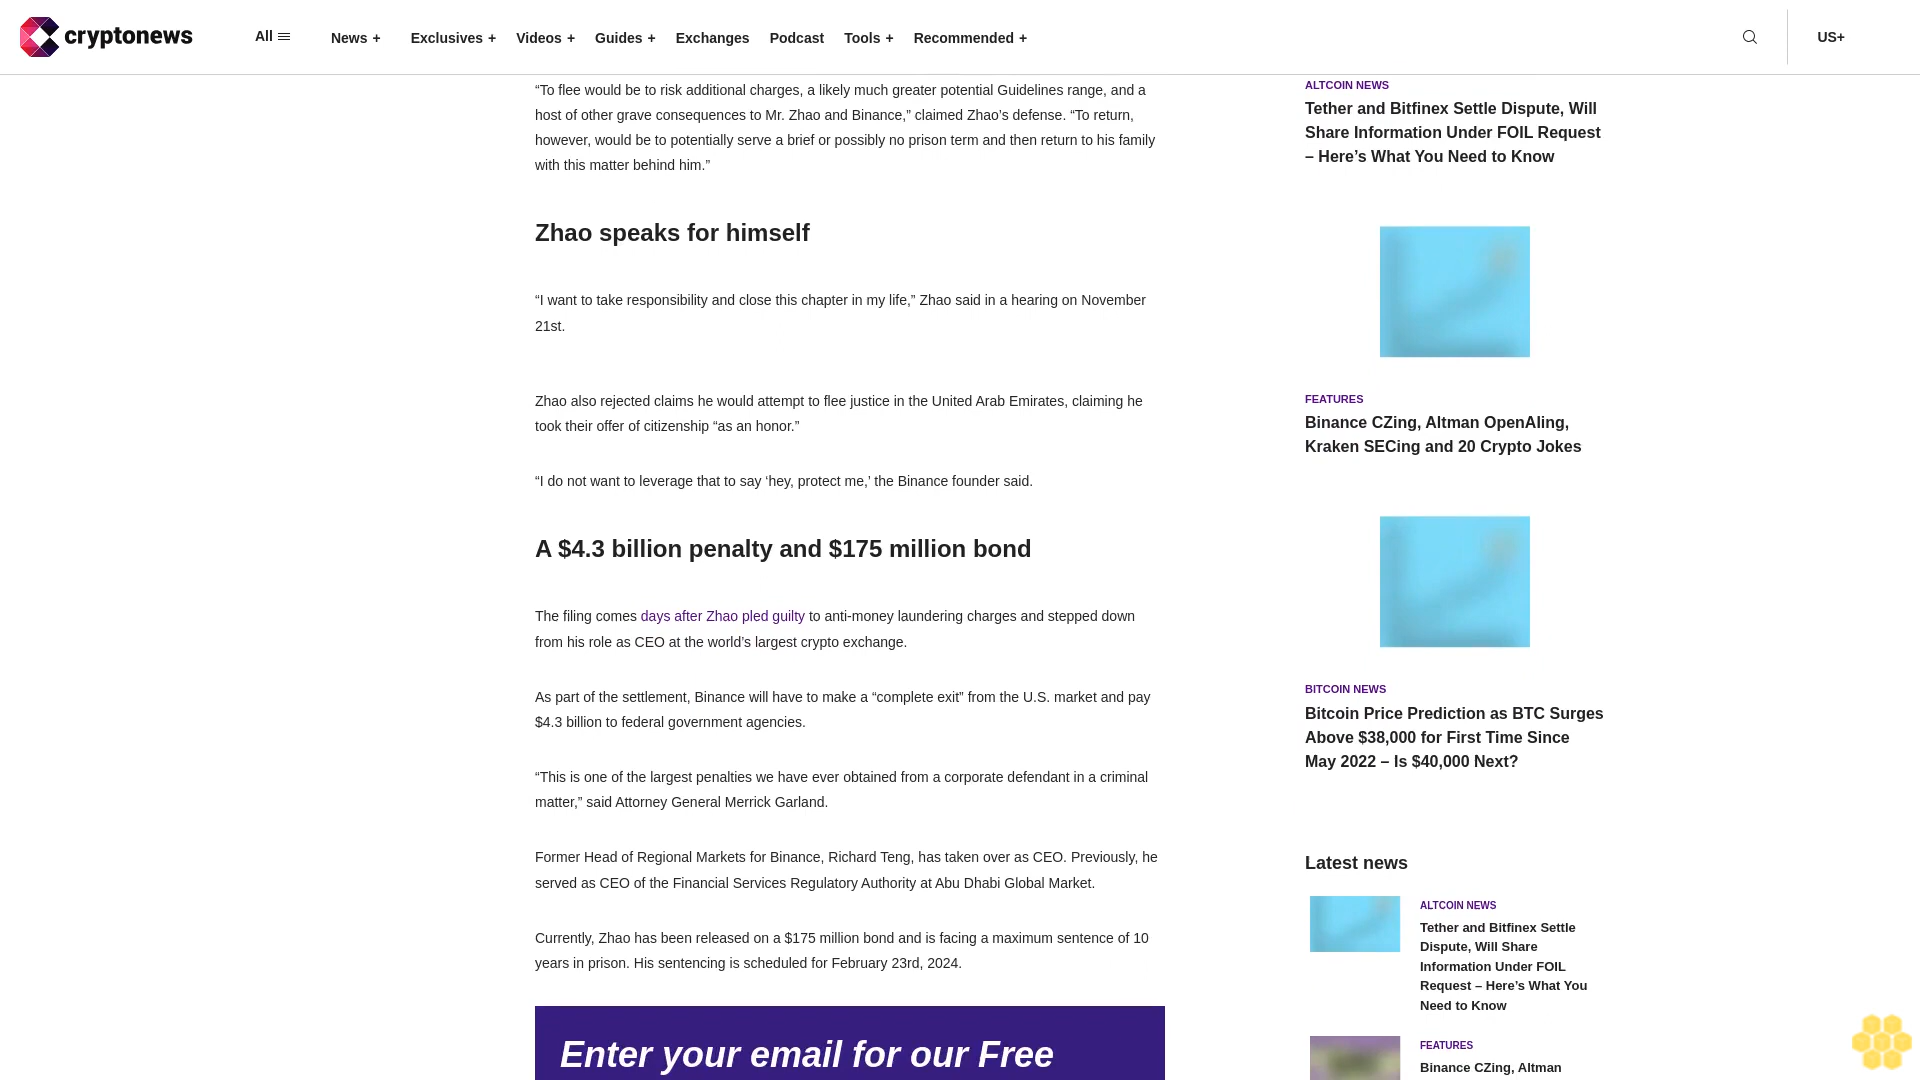 cryptonews
All
News +
Exclusives +
Videos +
Guides +
Exchanges
Podcast
Tools +
Recommended +
US+
“To flee would be to risk additional charges, a likely much greater potential Guidelines range, and a
host of other grave consequences to Mr. Zhao and Binance,” claimed Zhao’s defense. “To return,
however, would be to potentially serve a brief or possibly no prison term and then return to his family
with this matter behind him.”
Zhao speaks for himself
“I want to take responsibility and close this chapter in my life,” Zhao said in a hearing on November
21st.
Zhao also rejected claims he would attempt to flee justice in the United Arab Emirates, claiming he
took their offer of citizenship “as an honor.”
“I do not want to leverage that to say ‘hey, protect me,’ the Binance founder said.
A $4.3 billion penalty and $175 million bond
The filing comes days after Zhao pled guilty to anti-money laundering charges and stepped down
from his role as CEO at the world’s largest crypto exchange.
As part of the settlement, Binance will have to make a “complete exit” from the U.S. market and pay
$4.3 billion to federal government agencies.
“This is one of the largest penalties we have ever obtained from a corporate defendant in a criminal
matter,” said Attorney General Merrick Garland.
Former Head of Regional Markets for Binance, Richard Teng, has taken over as CEO. Previously, he
served as CEO of the Financial Services Regulatory Authority at Abu Dhabi Global Market.
Currently, Zhao has been released on a $175 million bond and is facing a maximum sentence of 10
years in prison. His sentencing is scheduled for February 23rd, 2024.
Enter your email for our Free
ALTCOIN NEWS
Tether and Bitfinex Settle Dispute, Will
Share Information Under FOIL Request
– Here’s What You Need to Know
FEATURES
Binance CZing, Altman OpenAIing,
Kraken SECing and 20 Crypto Jokes
BITCOIN NEWS
Bitcoin Price Prediction as BTC Surges
Above $38,000 for First Time Since
May 2022 – Is $40,000 Next?
Latest news
ALTCOIN NEWS
Tether and Bitfinex Settle
Dispute, Will Share
Information Under FOIL
Request – Here’s What You
Need to Know
FEATURES
Binance CZing, Altman